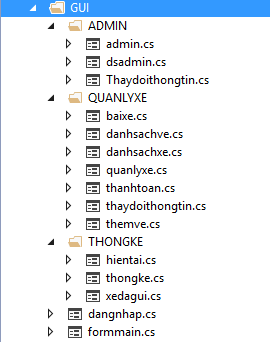 GUI
ADMIN
admin.cs
dsadmin.cs
Thaydoithongtin.cs
QUANLYXE
baixe.cs
danhsachve.cs
danhsachxe.cs
quanlyxe.cs
thanhtoan.cs
thaydoithongtin.cs
themve.cs
THONGKE
hientai.cs
thongke.cs
xedagui.cs
dangnhap.cs
formmain.cs